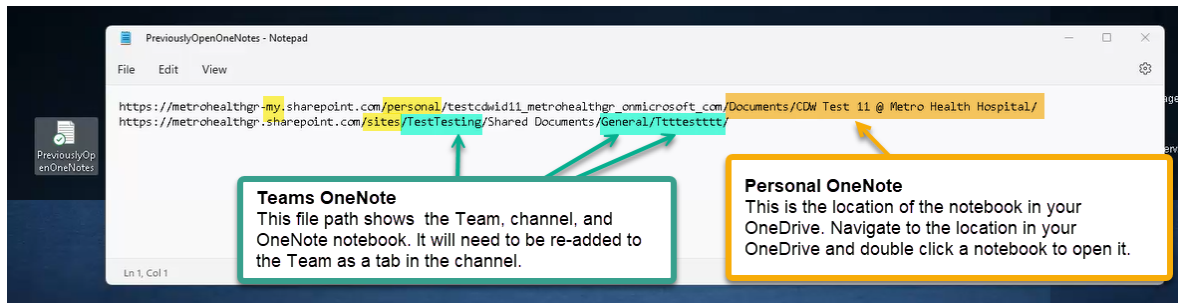 PreviouslyOpenOneNotes - Notepad
File Edit View
https://metrohealthgr-my.sharepoint.com/personal/testcdwid11_metrohealthgr_onmicrosoft_com/Documents/CDW Test 11 @ Metro Health Hospital/
https://metrohealthgr.sharepoint.com/sites/TestTesting/Shared Documents/General/Ttttesttttt/
PreviouslyOp
enOneNotes
Teams OneNote
This file path shows the Team, channel, and
OneNote notebook. It will need to be re-added to
the Team as a tab in the channel.
Personal OneNote
This is the location of the notebook in your
OneDrive. Navigate to the location in your
OneDrive and double click a notebook to open it.
Ln 1, Col 1